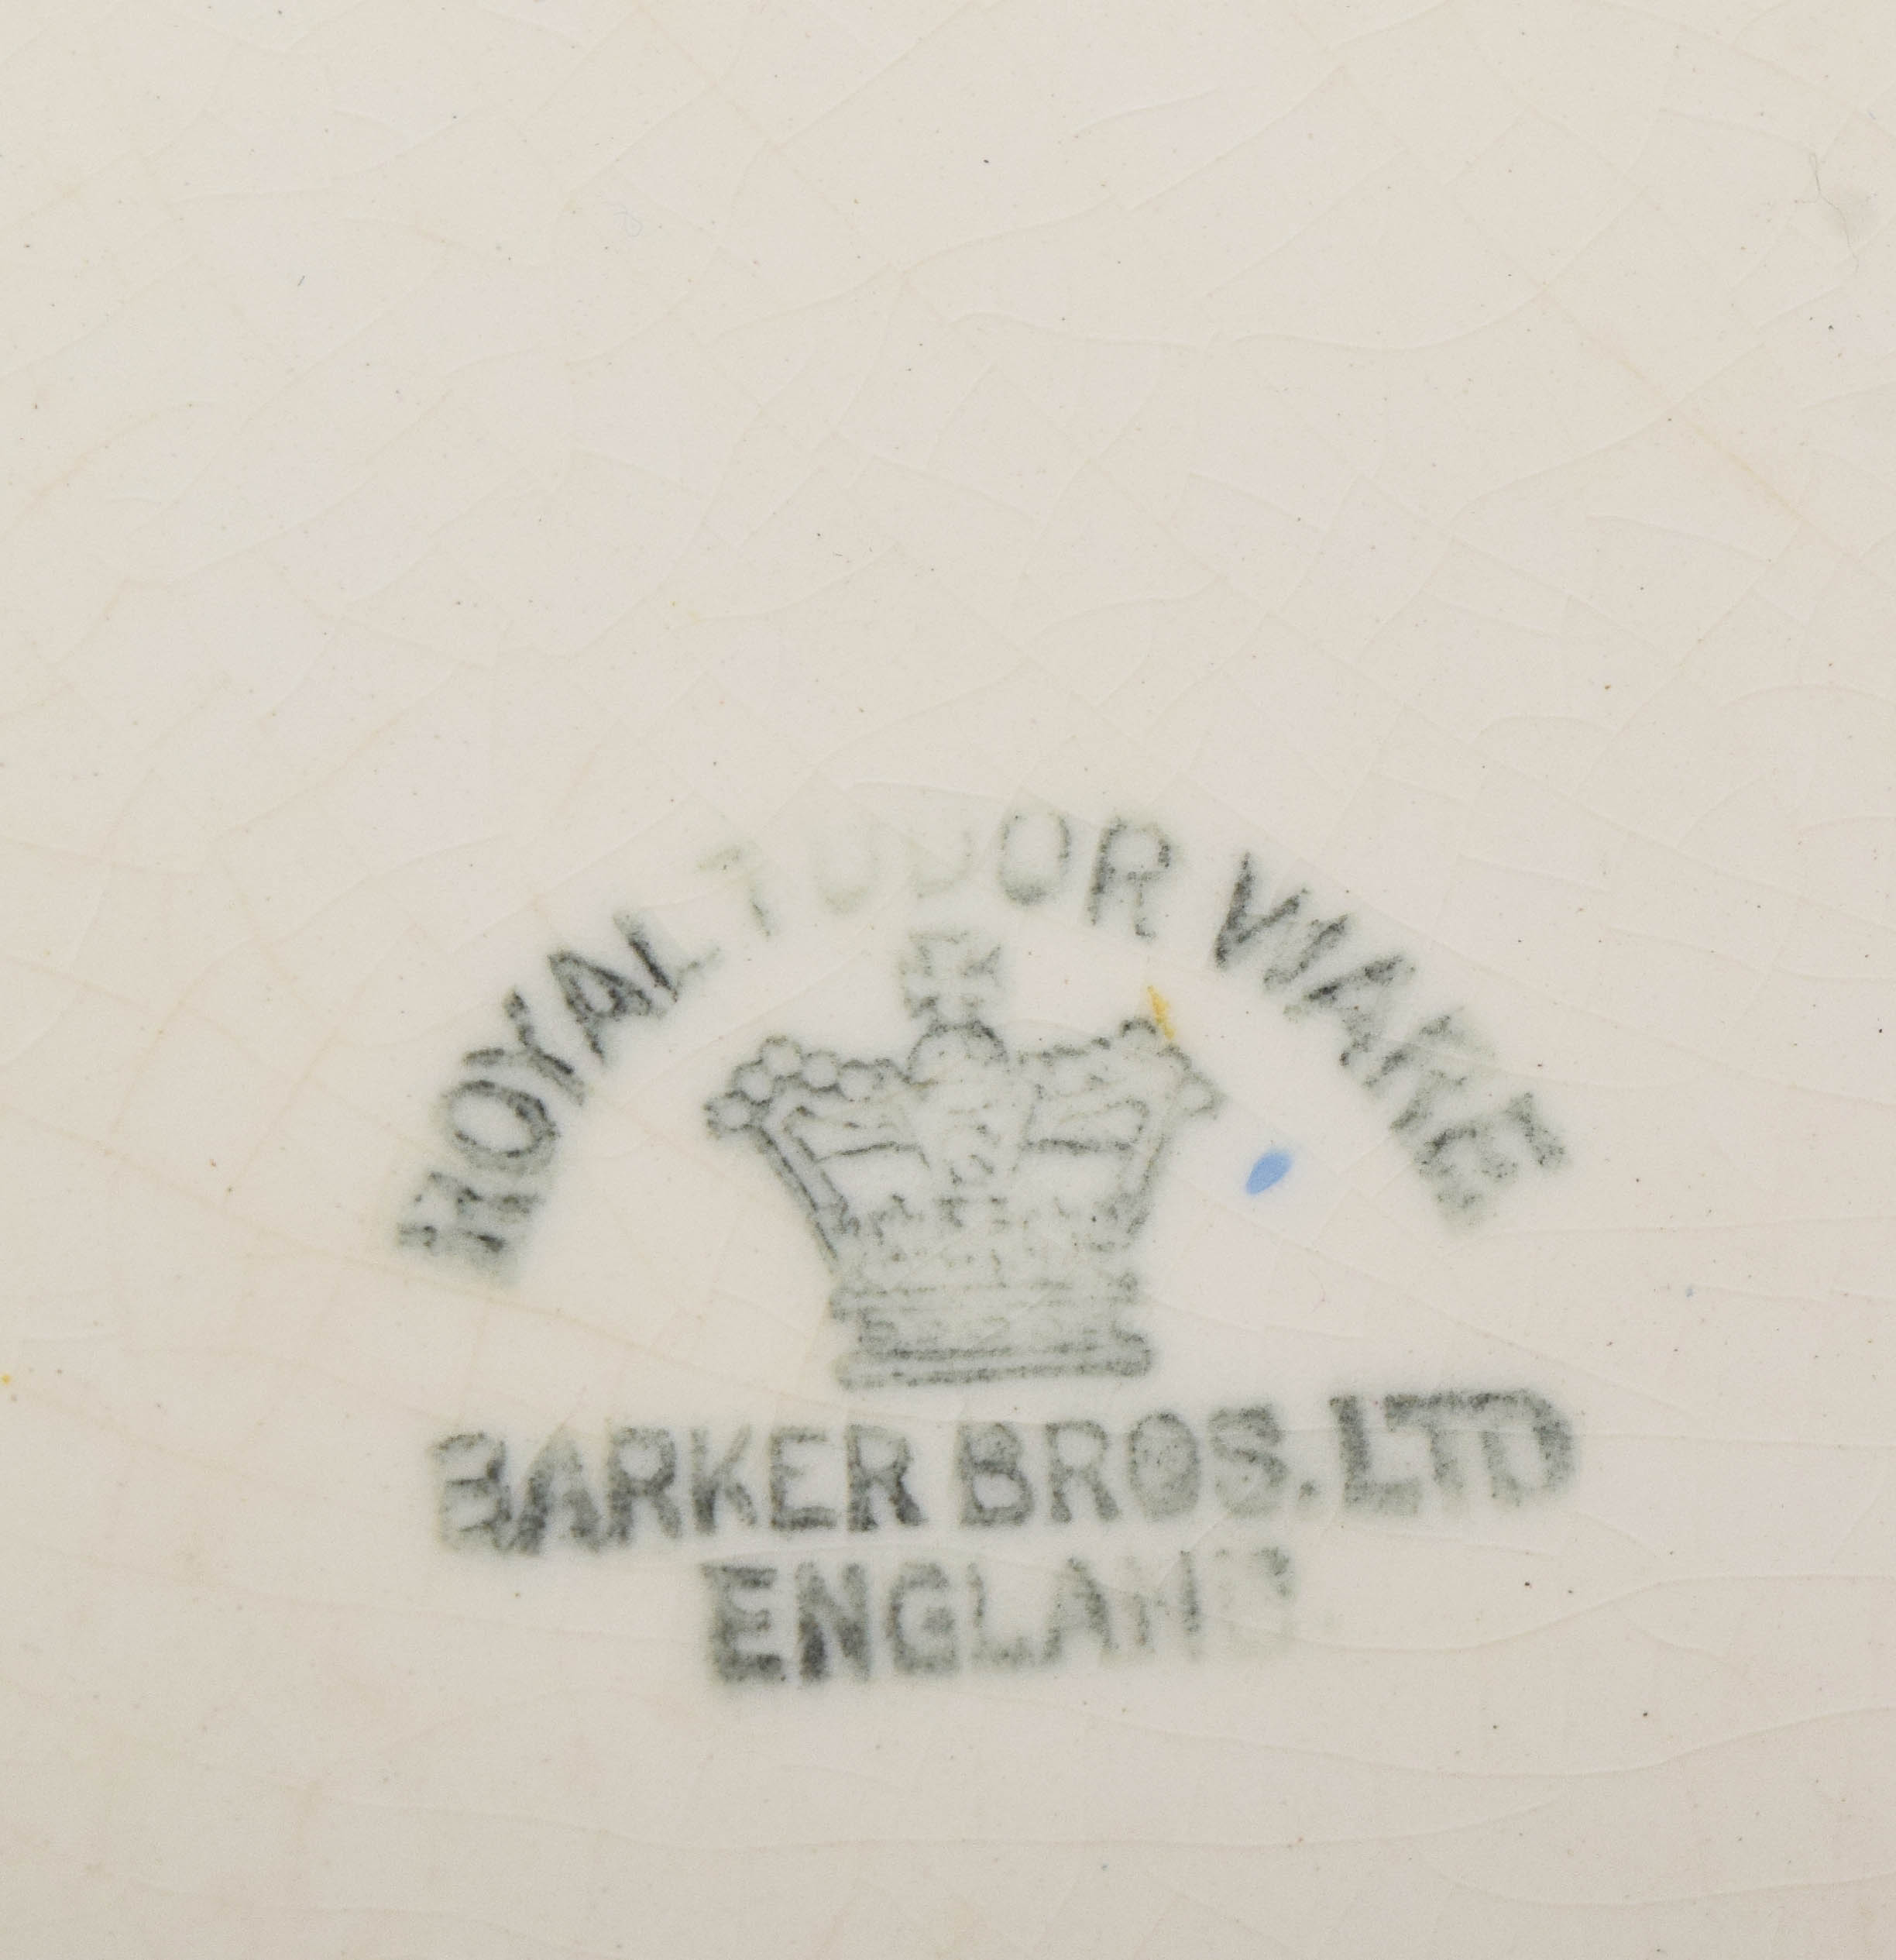 ROYAL TUDOR WARE
BARKER BROS. LTD
ENGLAND